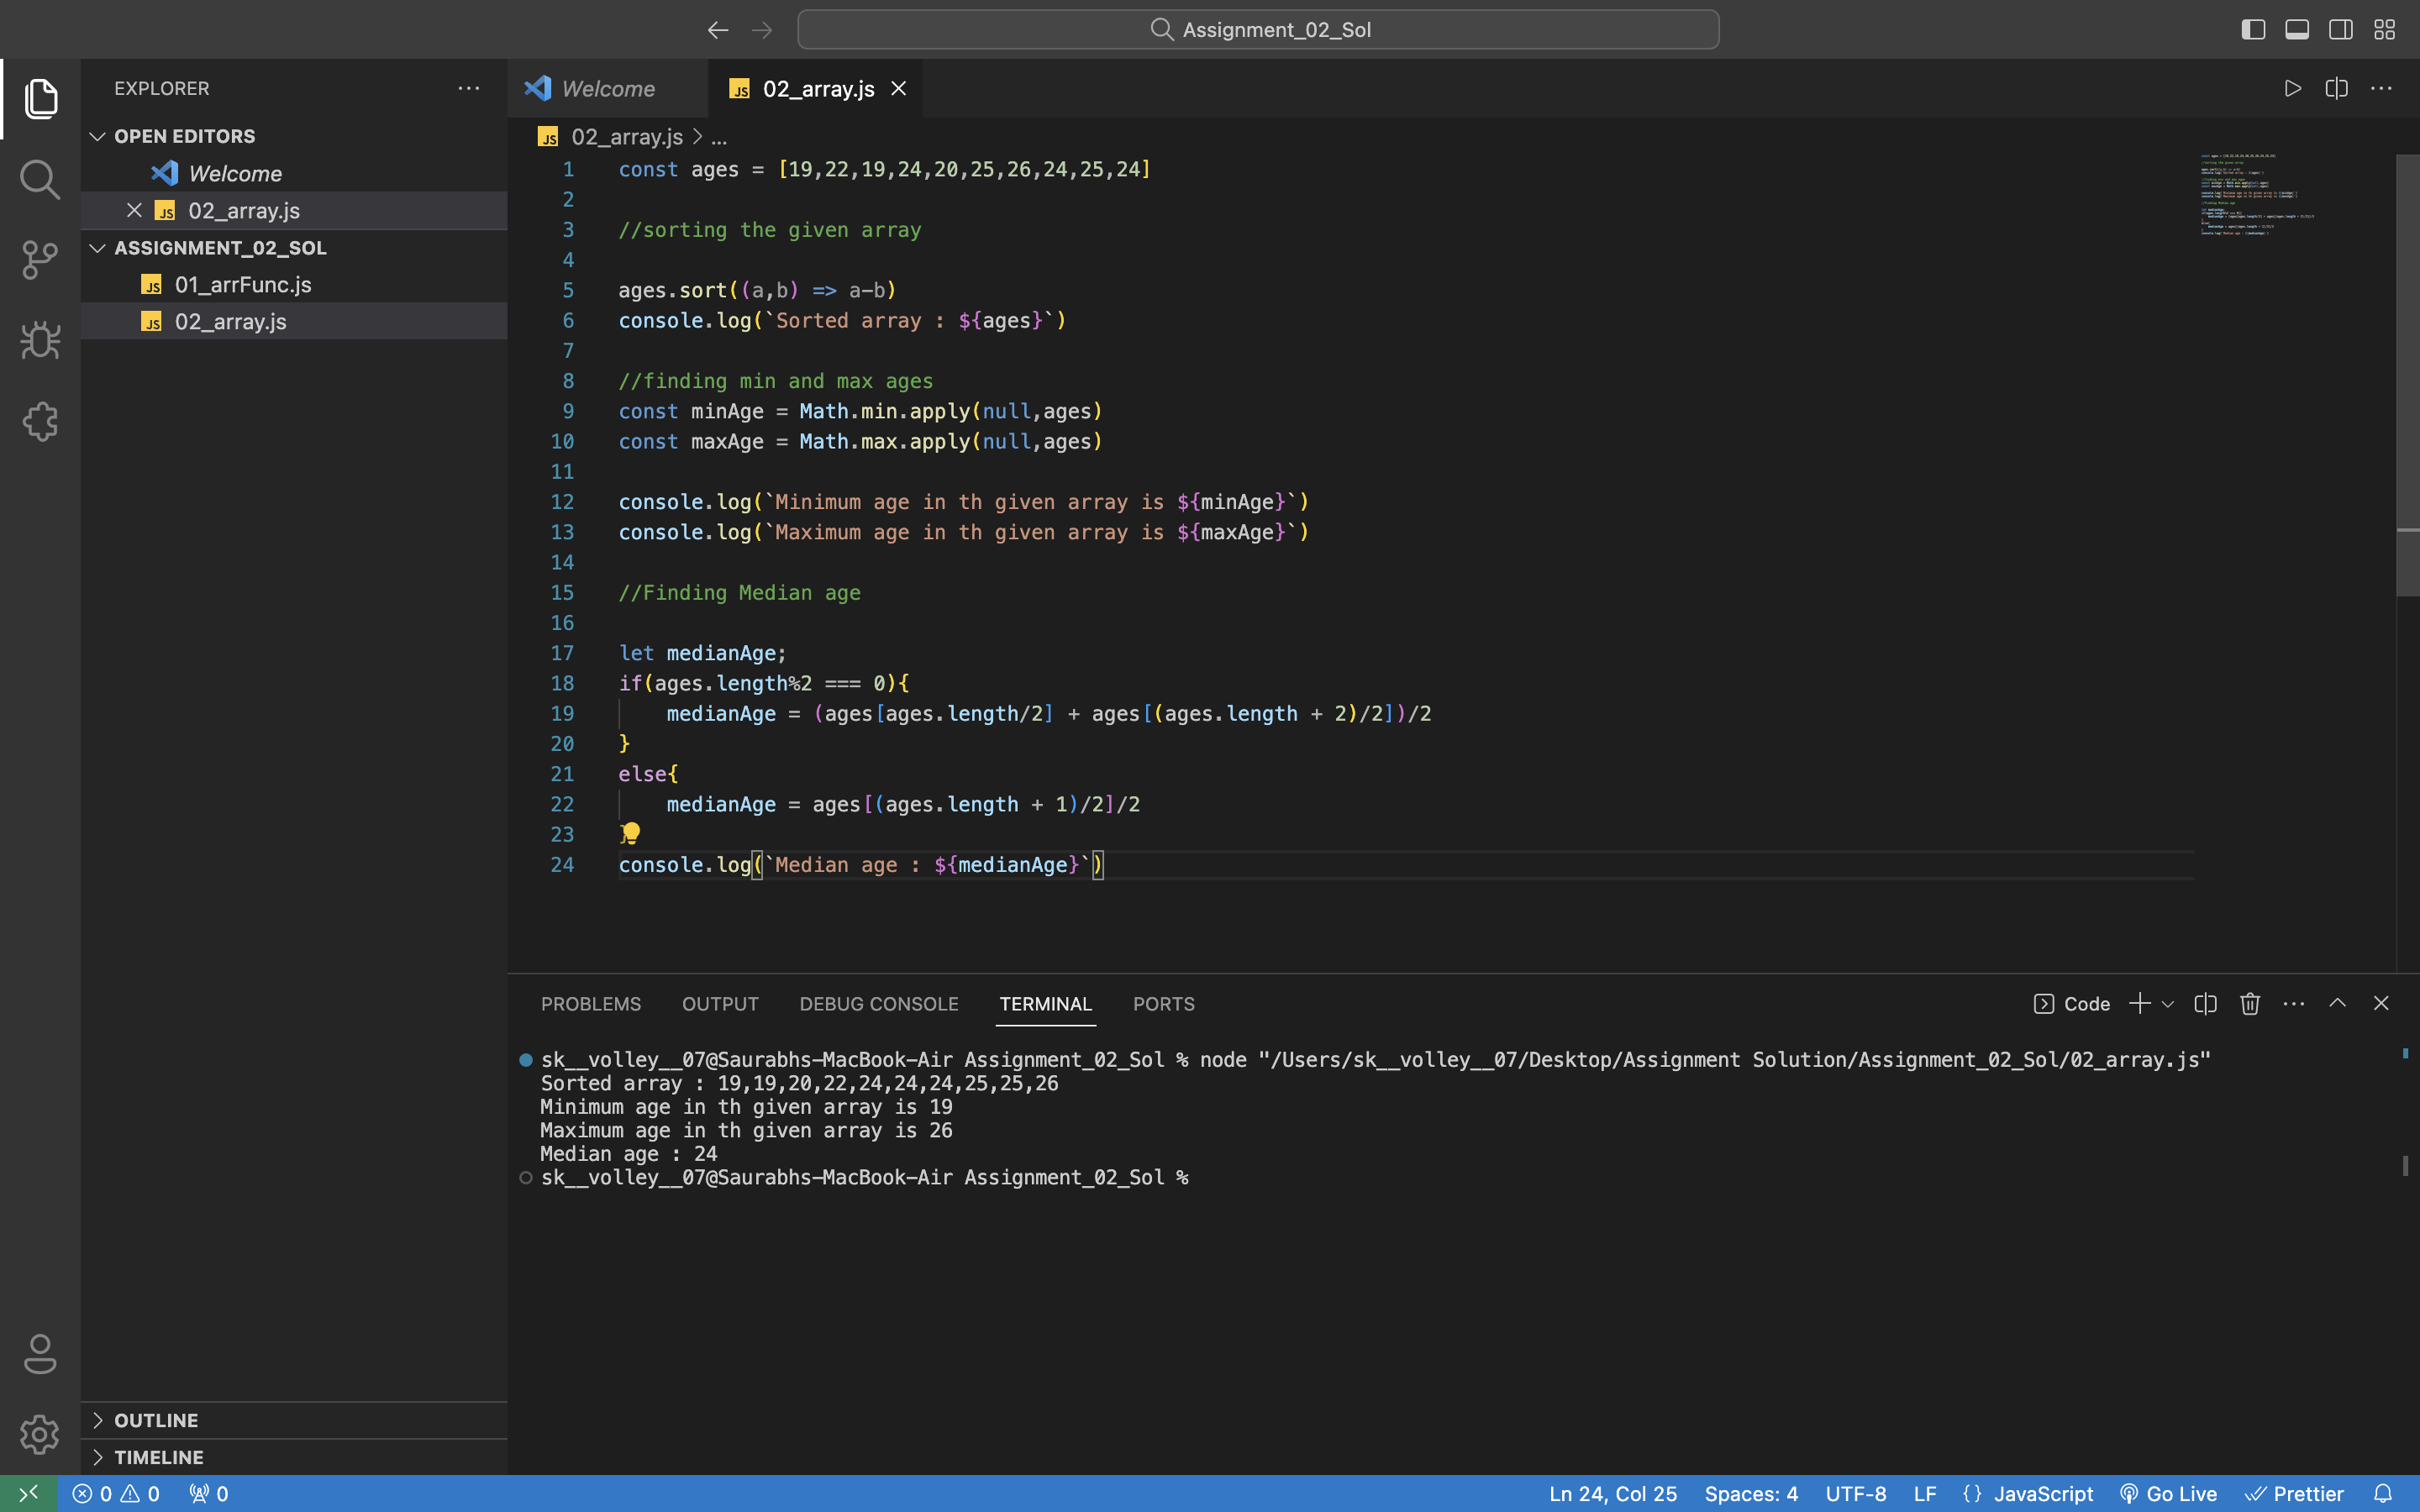 Assignment_02_Sol
EXPLORER
OPEN EDITORS
Welcome
JS 02_array.js
ASSIGNMENT_02_SOL
JS 01_arrFunc.js
JS 02_array.js
OUTLINE
TIMELINE
Welcome
JS 02_array.js
JS 02_array.js > ...
1 const ages = [19,22,19,24,20,25,26,24,25,24]
2
3 //sorting the given array
4
5 ages.sort((a,b) => a-b)
6 console.log(`Sorted array : ${ages}`)
7
8 //finding min and max ages
9 const minAge = Math.min.apply(null,ages)
10 const maxAge = Math.max.apply(null,ages)
11
12 console.log(`Minimum age in th given array is ${minAge}`)
13 console.log(`Maximum age in th given array is ${maxAge}`)
14
15 //Finding Median age
16
17 let medianAge;
18 if(ages.length%2 === 0){
19 medianAge = (ages[ages.length/2] + ages[(ages.length + 2)/2])/2
20 }
21 else{
22 medianAge = ages[(ages.length + 1)/2]/2
23 }
24 console.log(`Median age : ${medianAge}`)
PROBLEMS OUTPUT DEBUG CONSOLE TERMINAL PORTS
Code
sk__volley__07@Saurabhs-MacBook-Air Assignment_02_Sol % node "/Users/sk__volley__07/Desktop/Assignment Solution/Assignment_02_Sol/02_array.js"
Sorted array : 19,19,20,22,24,24,24,25,25,26
Minimum age in th given array is 19
Maximum age in th given array is 26
Median age : 24
sk__volley__07@Saurabhs-MacBook-Air Assignment_02_Sol %
0 0 0
Ln 24, Col 25 Spaces: 4 UTF-8 LF {} JavaScript Go Live Prettier